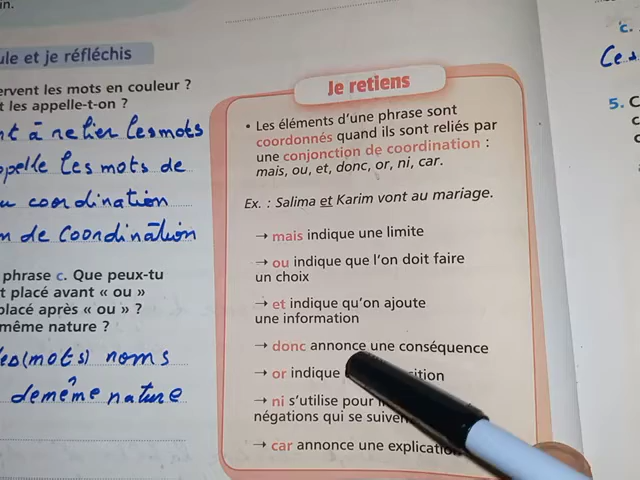 in.
ule et je réfléchis
ervent les mots en couleur ?
t les appelle-t-on ?
nt à relier les mots
ppelle les mots de
u coordination
n de coordination
phrase c. Que peux-tu
t placé avant « ou »
placé après « ou » ?
même nature ?
les (mots) noms
de même nature
Je retiens
• Les éléments d'une phrase sont
coordonnés quand ils sont reliés par
une conjonction de coordination :
mais, ou, et, donc, or, ni, car.
Ex. : Salima et Karim vont au mariage.
→ mais indique une limite
→ ou indique que l'on doit faire
un choix
→ et indique qu'on ajoute
une information
→ donc annonce une conséquence
→ or indique sition
→ ni s'utilise pour
négations qui se suiven
→ car annonce une explicatio
c.
5. C